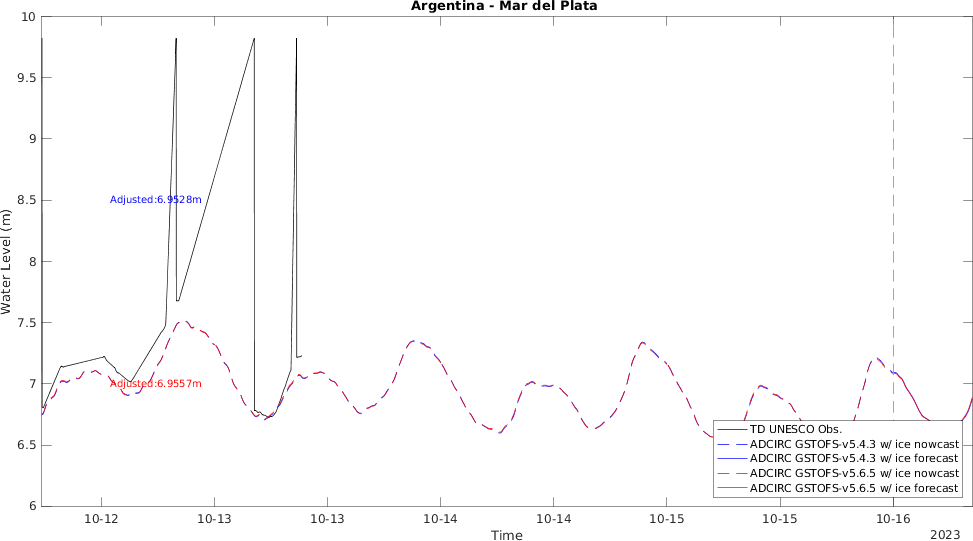 Argentina - Mar del Plata
10
9.5
9
8.5
8
7.5
7
6.5
6
Water Level (m)
Adjusted:6.9528m
Adjusted:6.9557m
TD UNESCO Obs.
ADCIRC GSTOFS-v5.4.3 w/ ice nowcast
ADCIRC GSTOFS-v5.4.3 w/ ice forecast
ADCIRC GSTOFS-v5.6.5 w/ ice nowcast
ADCIRC GSTOFS-v5.6.5 w/ ice forecast
10-12 10-13 10-13 10-14 10-14 10-15 10-15 10-16
Time
2023